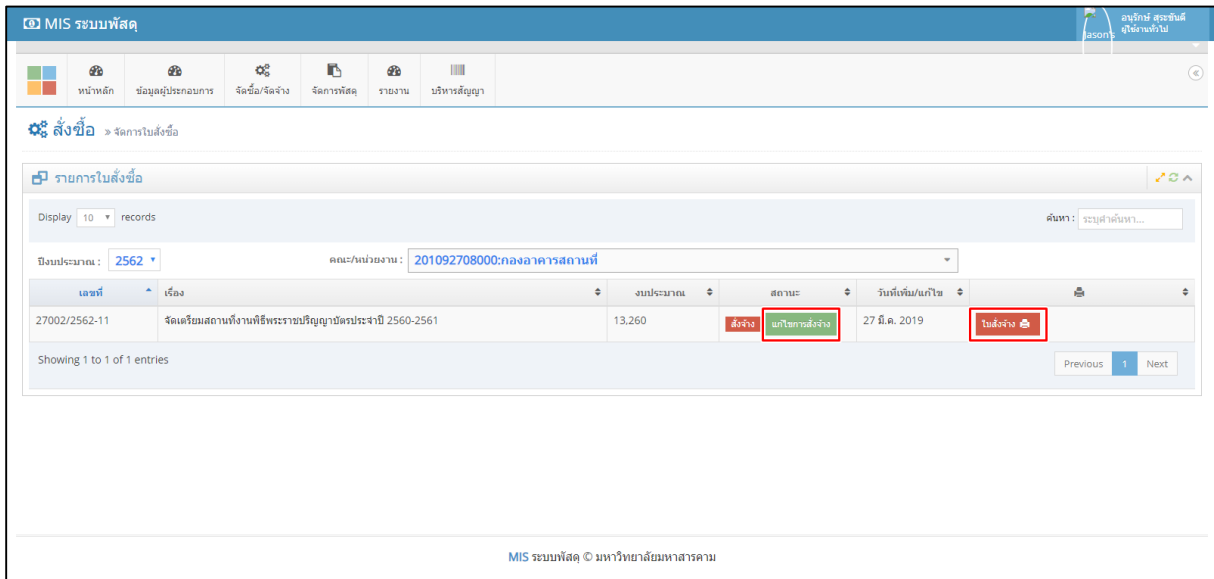 MIS ระบบพัสดุ
Jason's
อนุรักษ์ สุระขันตี
ผู้ใช้งานทั่วไป
หน้าหลัก ข้อมูลผู้ประกอบการ จัดซื้อ/จัดจ้าง จัดการพัสดุ รายงาน บริหารสัญญา
สั่งซื้อ » จัดการใบสั่งซื้อ
รายการใบสั่งซื้อ
Display 10 records ค้นหา : ระบุคำค้นหา...
ปีงบประมาณ : 2562 คณะ/หน่วยงาน : 201092708000:กองอาคารสถานที่
เลขที่ เรื่อง งบประมาณ สถานะ วันที่เพิ่ม/แก้ไข
27002/2562-11 จัดเตรียมสถานที่งานพิธีพระราชปริญญาบัตรประจำปี 2560-2561 13,260 สั่งจ้าง แก้ไขการสั่งจ้าง 27 มี.ค. 2019 ใบสั่งจ้าง
Showing 1 to 1 of 1 entries Previous 1 Next
MIS ระบบพัสดุ © มหาวิทยาลัยมหาสารคาม